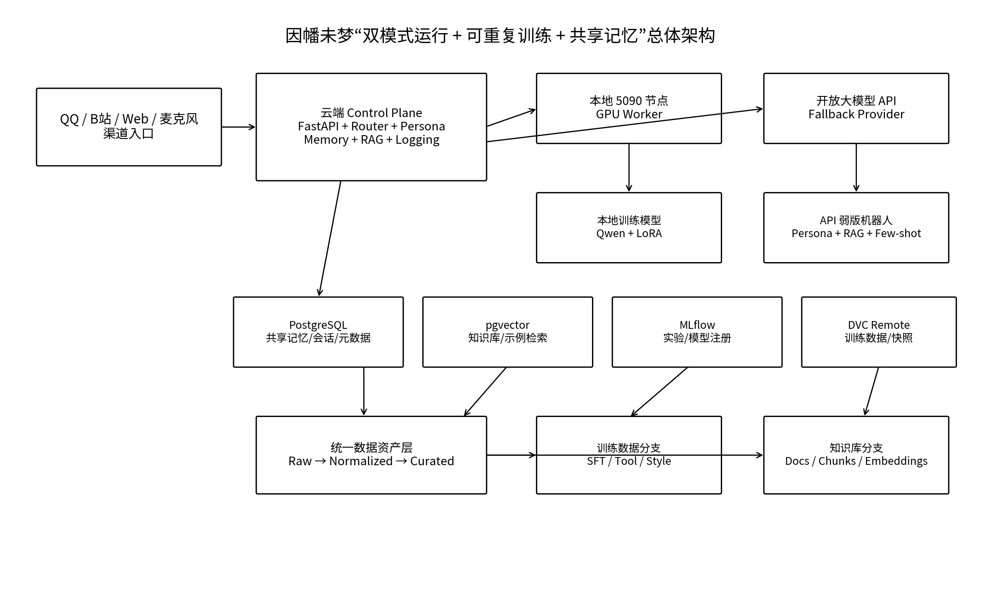 因幡未梦“双模式运行 + 可重复训练 + 共享记忆”总体架构
QQ / B站 / Web / 麦克风
渠道入口
云端 Control Plane
FastAPI + Router + Persona
Memory + RAG + Logging
本地 5090 节点
GPU Worker
开放大模型 API
Fallback Provider
本地训练模型
Qwen + LoRA
API 弱版机器人
Persona + RAG + Few-shot
PostgreSQL
共享记忆/会话/元数据
pgvector
知识库/示例检索
MLflow
实验/模型注册
DVC Remote
训练数据/快照
统一数据资产层
Raw → Normalized → Curated
训练数据分支
SFT / Tool / Style
知识库分支
Docs / Chunks / Embeddings